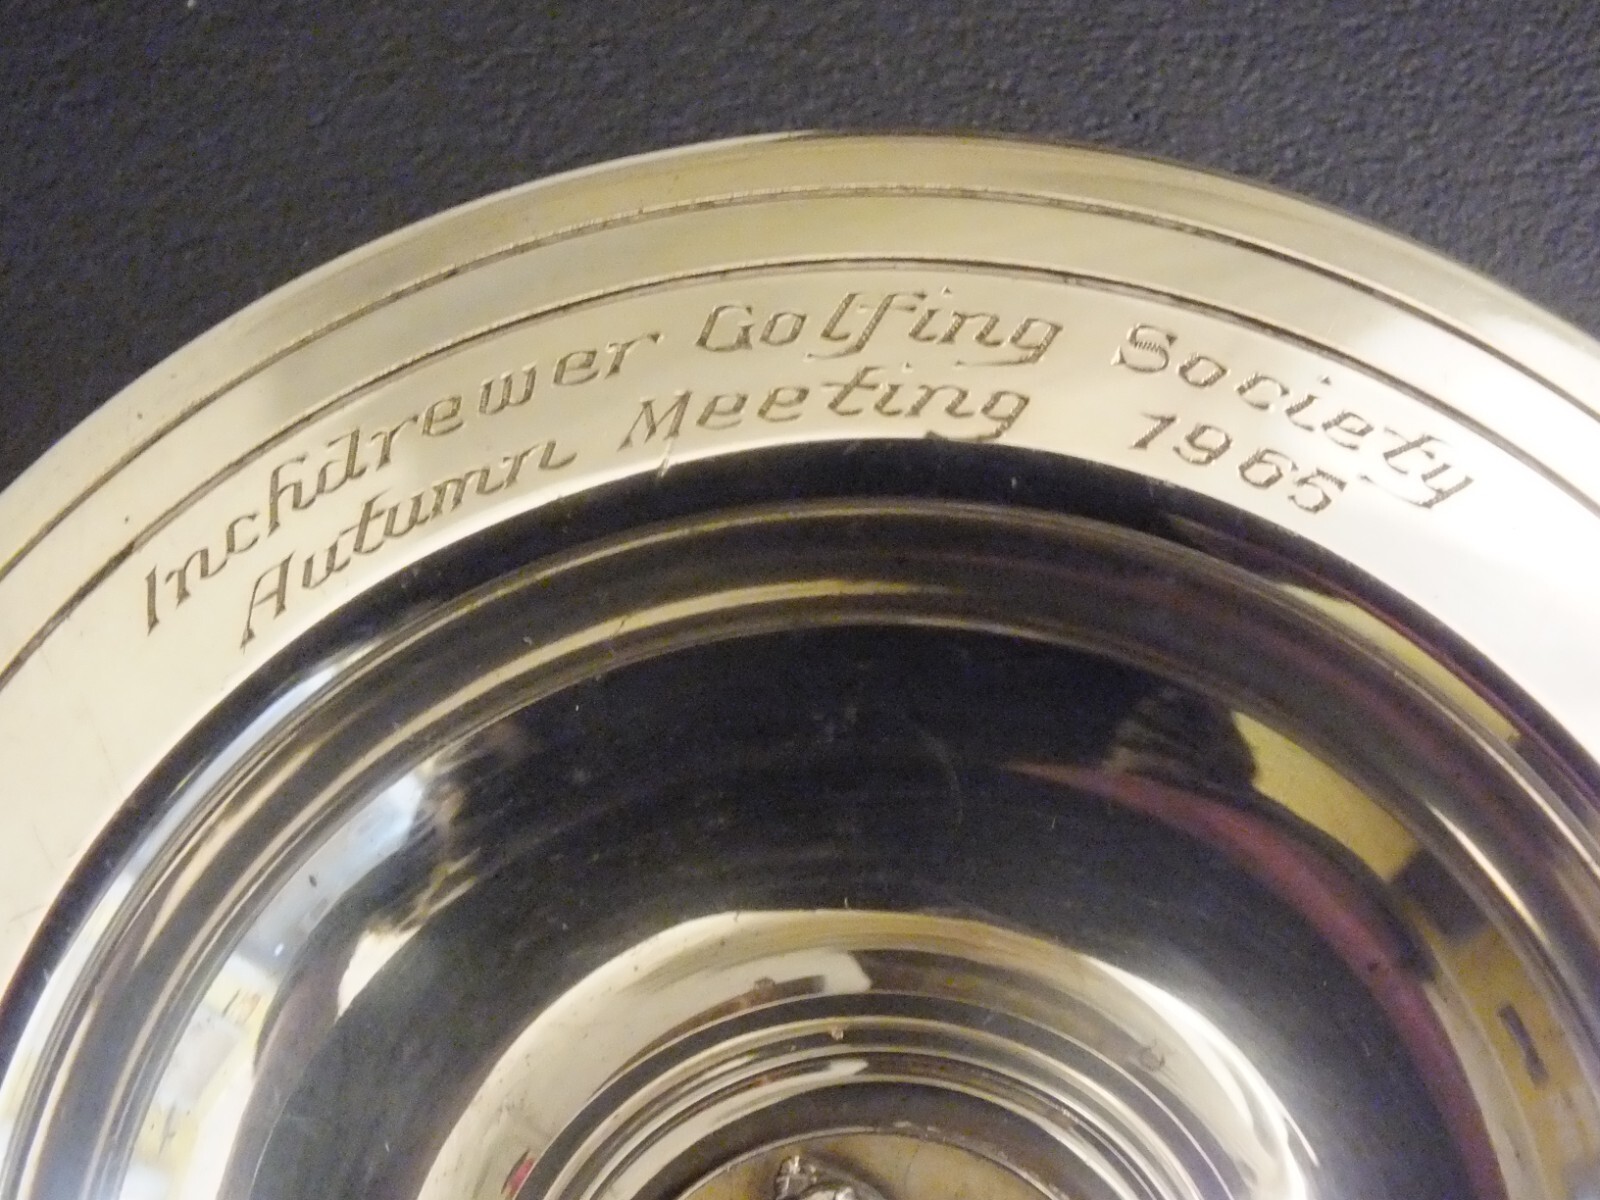 Inchdrewer Golfing Society
Autumn Meeting 1965